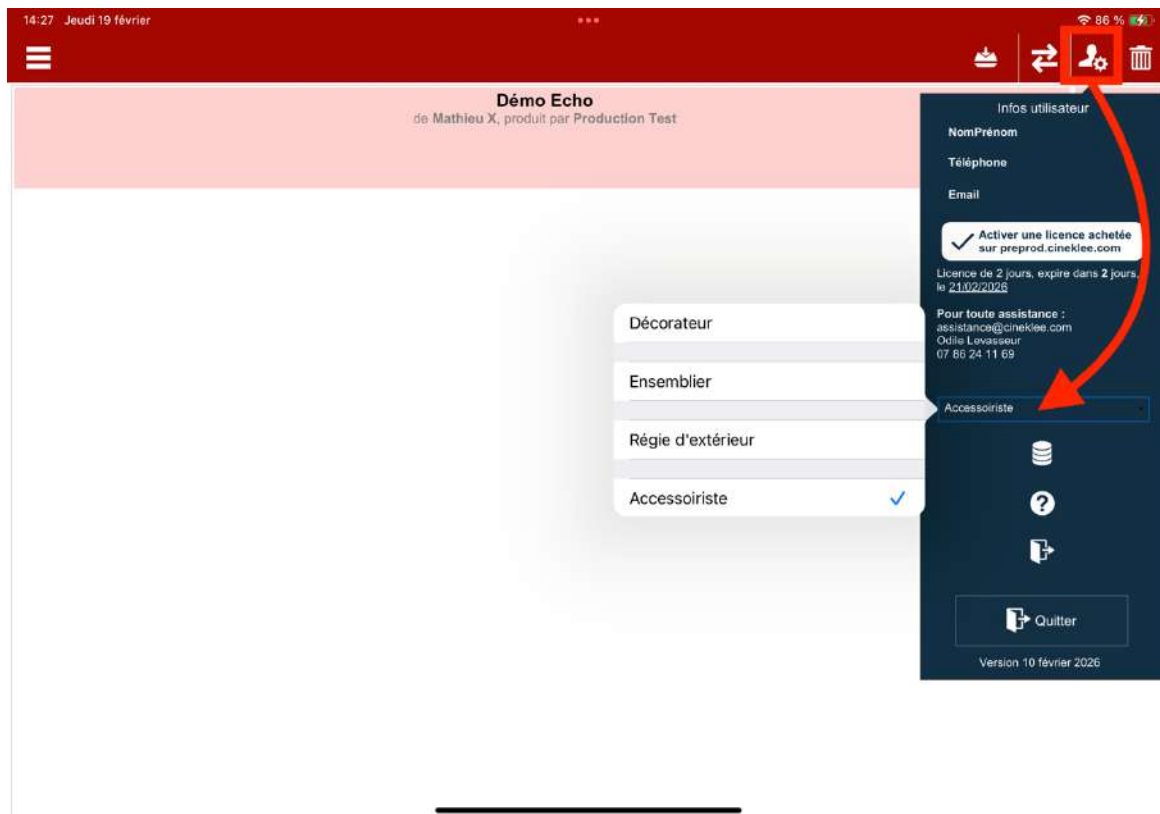 14:27 Jeudi 19 février
86 %
Démo Echo
de Mathieu X, produit par Production Test
Infos utilisateur
NomPrénom
Téléphone
Email
Activer une licence achetée
sur preprod.cineklee.com
Licence de 2 jours, expire dans 2 jours,
le 21/02/2026
Pour toute assistance :
assistance@cineklee.com
Odile Levasseur
07 86 24 11 69
Décorateur
Ensemblier
Régie d'extérieur
Accessoiriste
Accessoiriste
Quitter
Version 10 février 2026